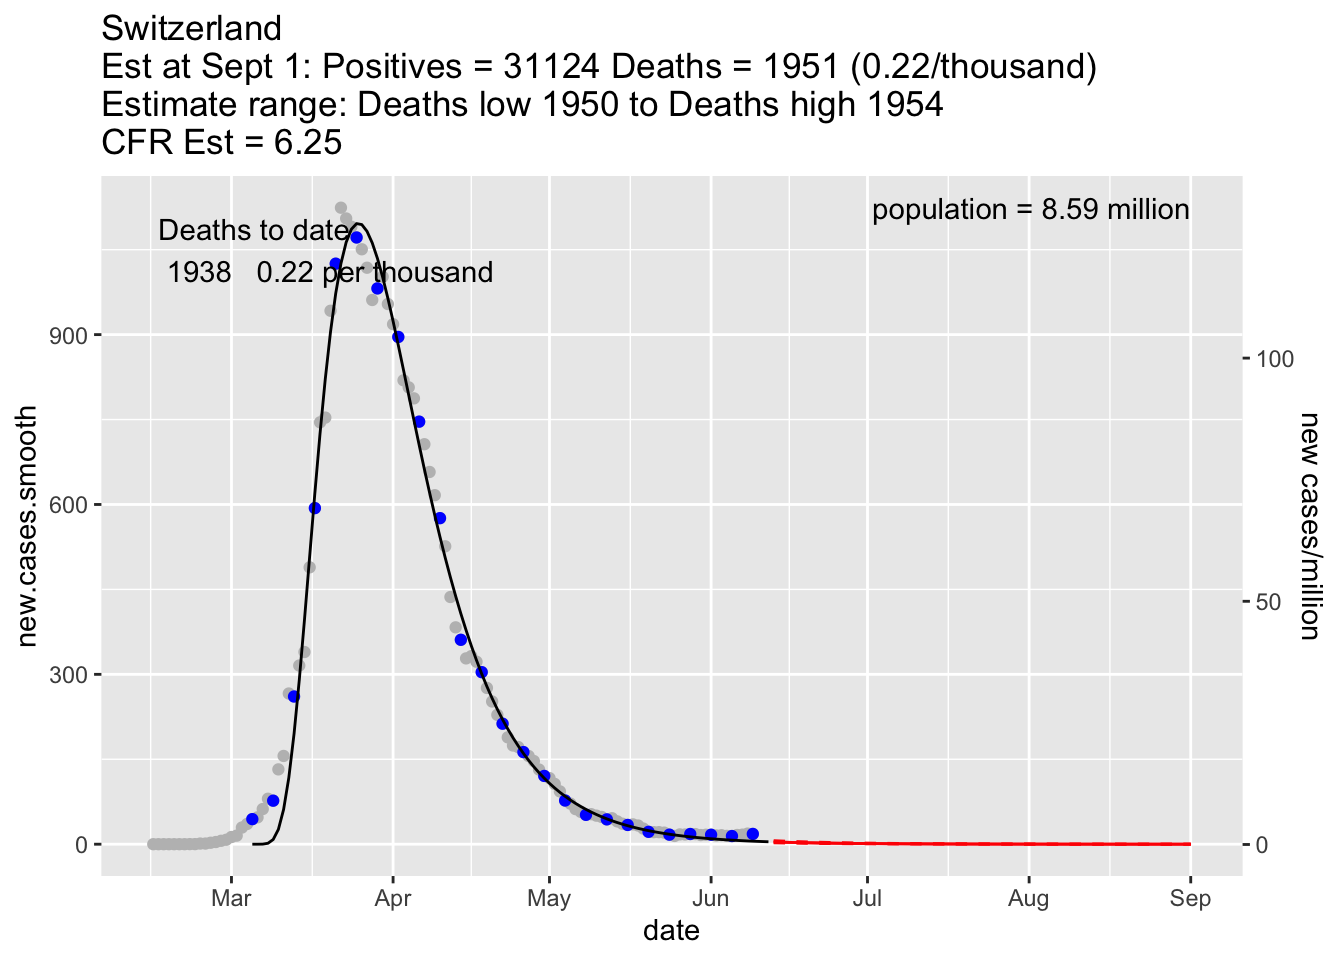 Switzerland
Est at Sept 1: Positives = 31124 Deaths = 1951 (0.22/thousand)
Estimate range: Deaths low 1950 to Deaths high 1954
CFR Est = 6.25
Deaths to date
1938 0.22 per thousand
population = 8.59 million
900
600
300
0
new.cases.smooth
100
50
0
new cases/million
Mar Apr May Jun Jul Aug Sep
date